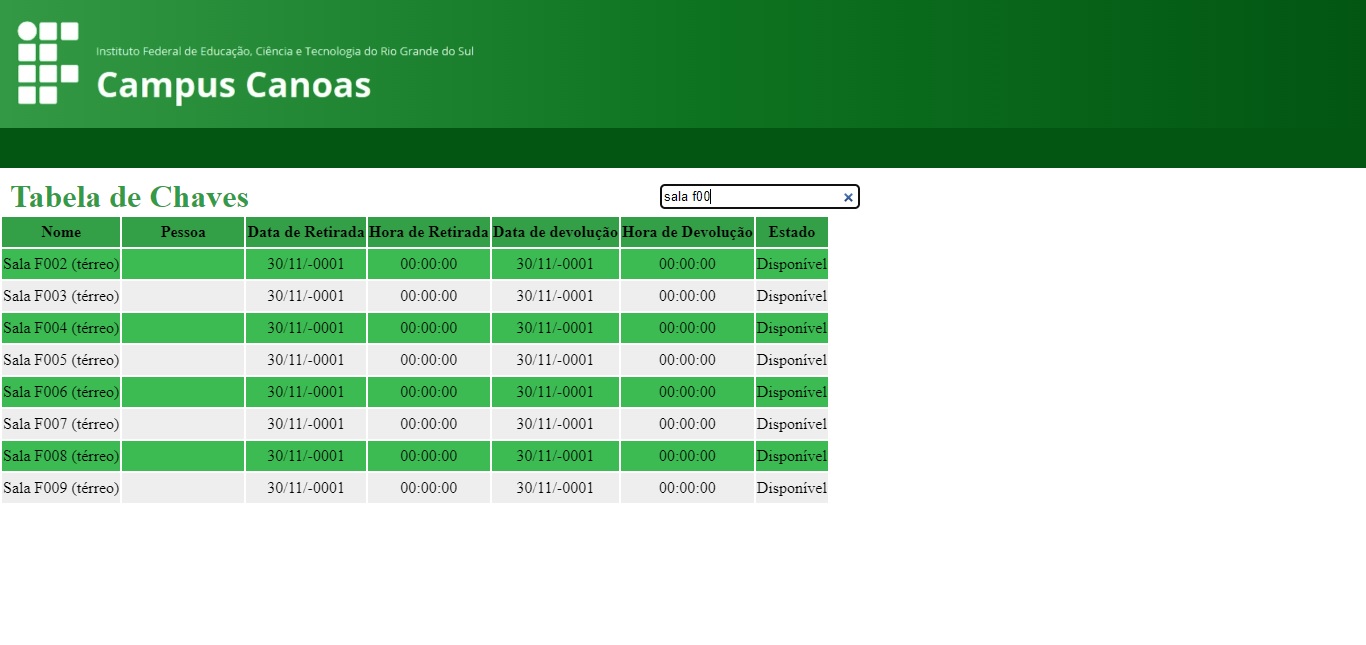 Instituto Federal de Educação, Ciência e Tecnologia do Rio Grande do Sul
Campus Canoas
Tabela de Chaves
sala f00
Nome Pessoa Data de Retirada Hora de Retirada Data de devolução Hora de Devolução Estado
Sala F002 (térreo) 30/11/-0001 00:00:00 30/11/-0001 00:00:00 Disponível
Sala F003 (térreo) 30/11/-0001 00:00:00 30/11/-0001 00:00:00 Disponível
Sala F004 (térreo) 30/11/-0001 00:00:00 30/11/-0001 00:00:00 Disponível
Sala F005 (térreo) 30/11/-0001 00:00:00 30/11/-0001 00:00:00 Disponível
Sala F006 (térreo) 30/11/-0001 00:00:00 30/11/-0001 00:00:00 Disponível
Sala F007 (térreo) 30/11/-0001 00:00:00 30/11/-0001 00:00:00 Disponível
Sala F008 (térreo) 30/11/-0001 00:00:00 30/11/-0001 00:00:00 Disponível
Sala F009 (térreo) 30/11/-0001 00:00:00 30/11/-0001 00:00:00 Disponível